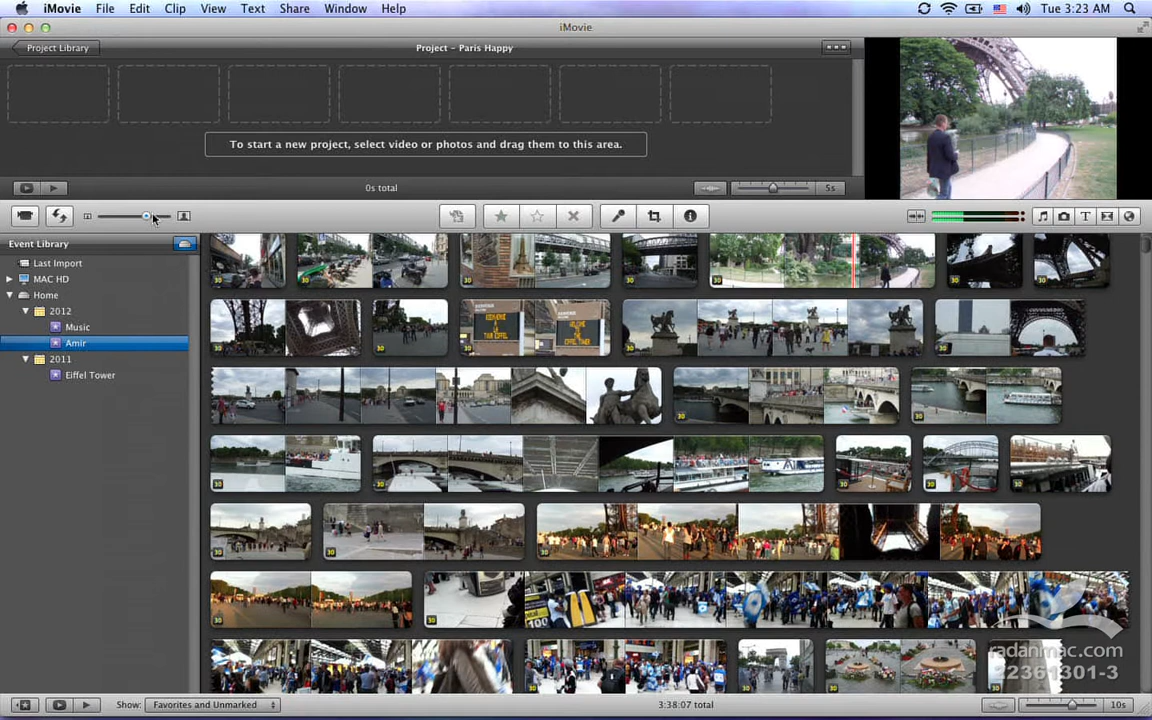 iMovie File Edit Clip View Text Share Window Help Tue 3:23 AM
iMovie
Project Library Project - Paris Happy
To start a new project, select video or photos and drag them to this area.
0s total 5s
Event Library
Last Import
MAC HD
Home
2012
Music
Amir
2011
Eiffel Tower
radanmac.com
22361301-3
Show: Favorites and Unmarked 3:38:07 total 10s